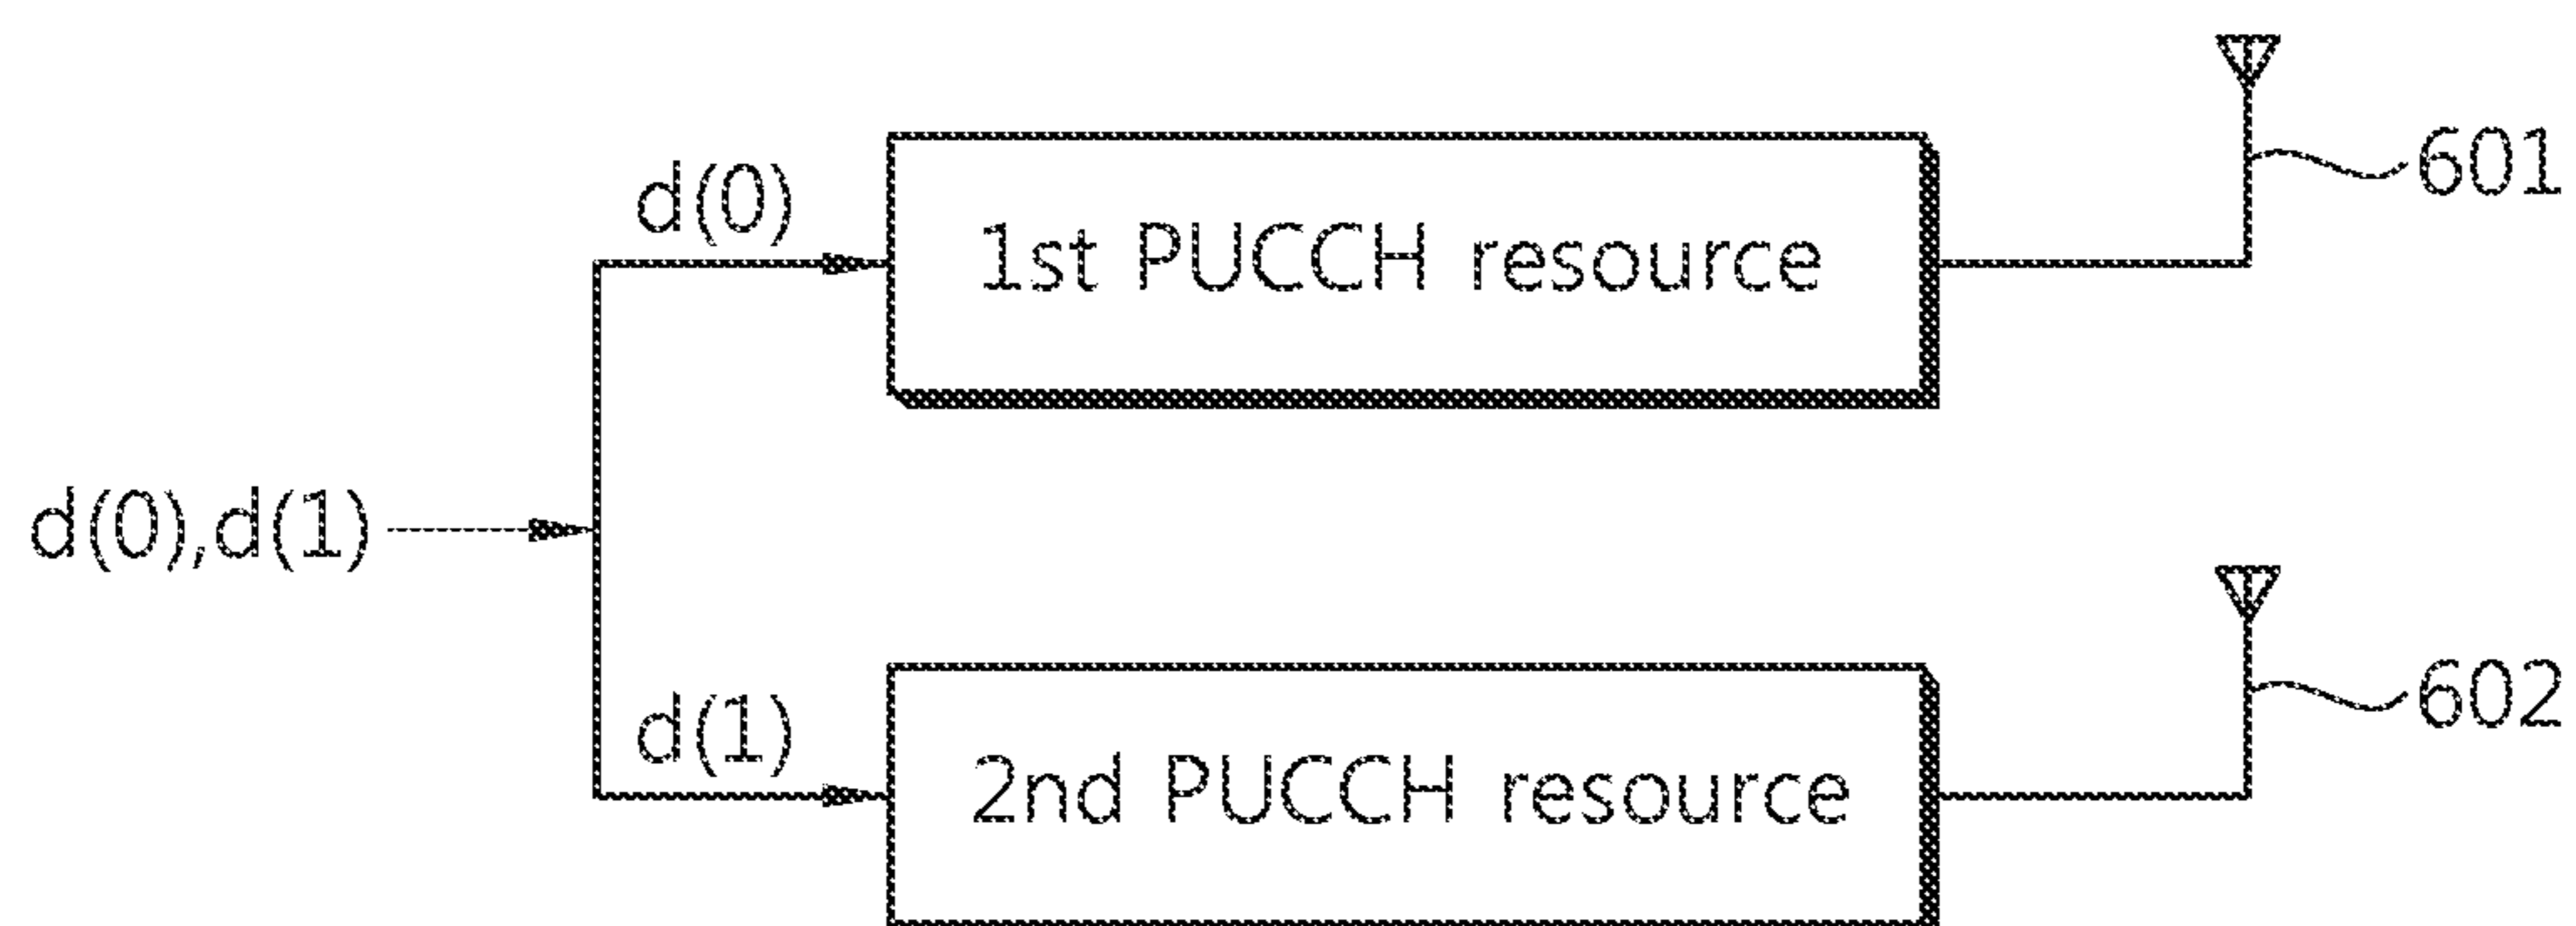 601
d(0)
1st PUCCH resource
d(0),d(1)
602
d(1)
2nd PUCCH resource